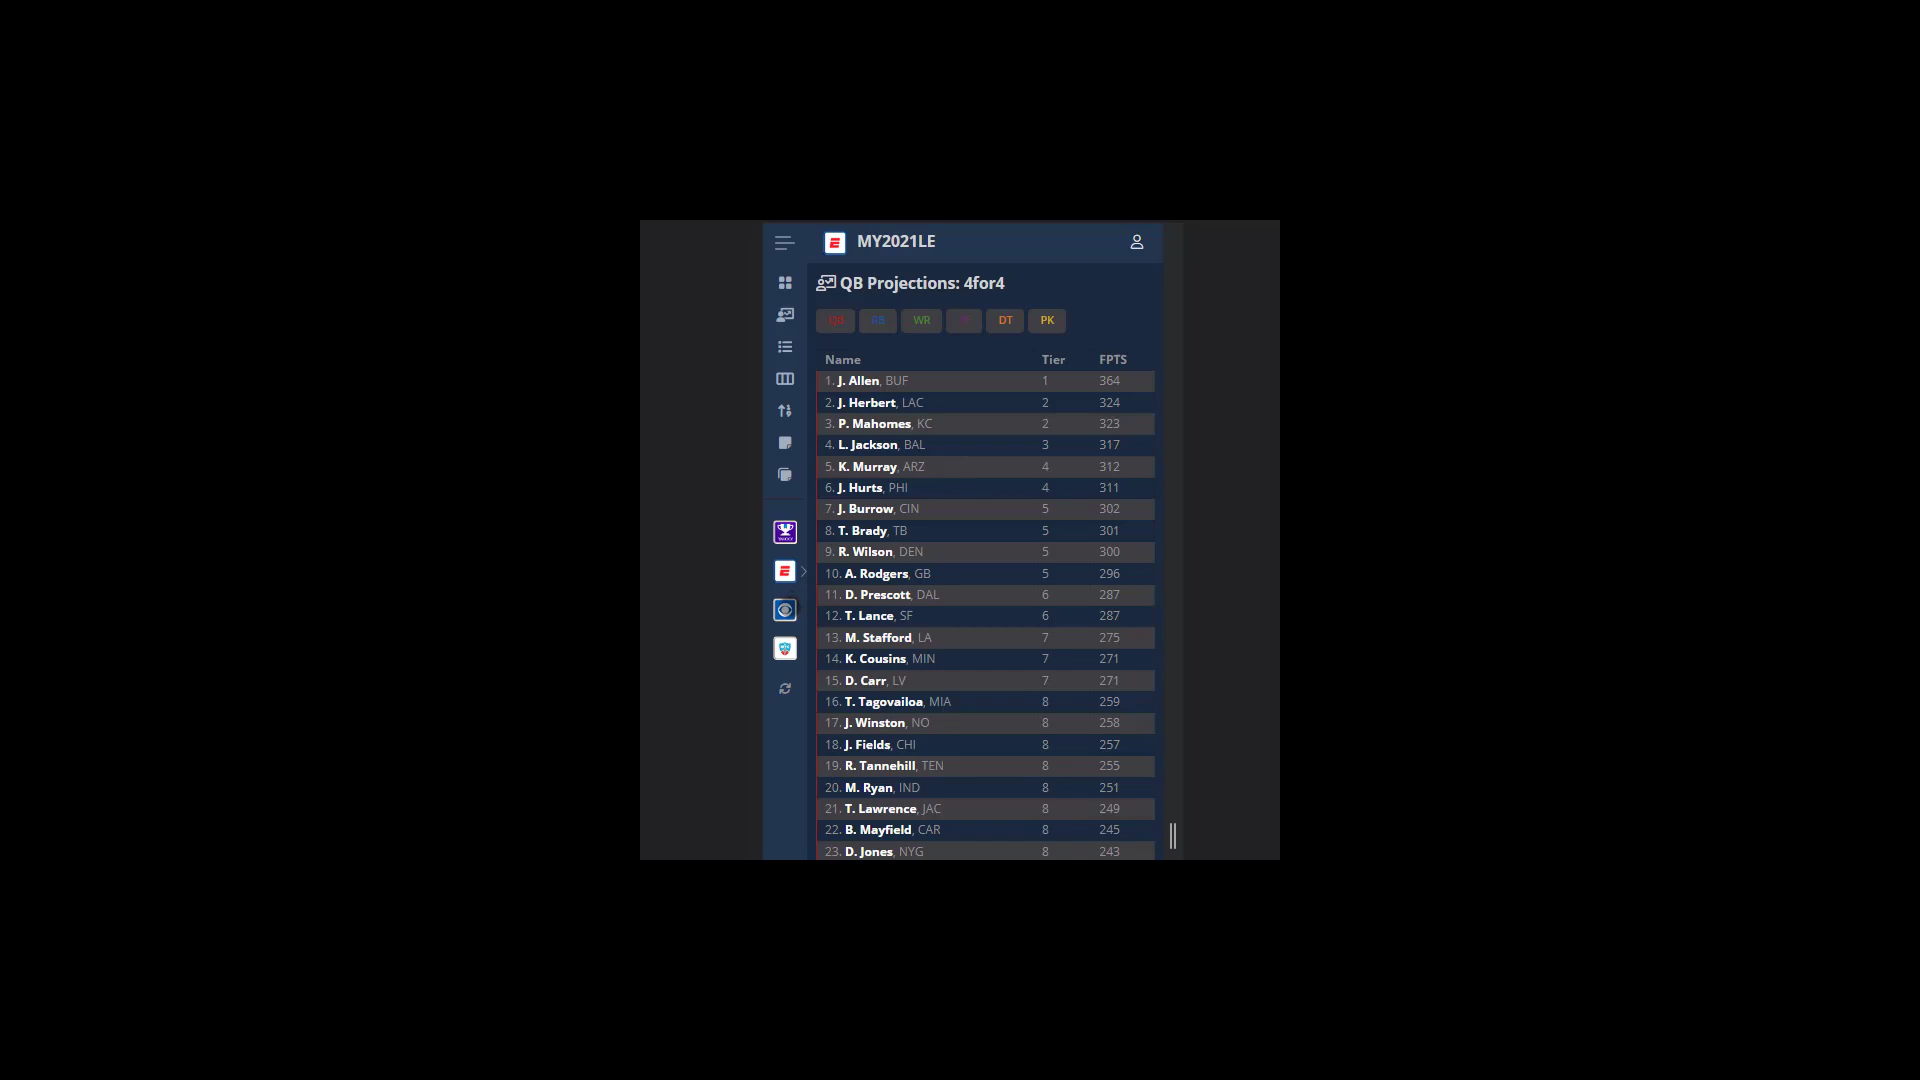 MY2021LE
QB Projections: 4for4
QB RB WR TE DT PK
Name Tier FPTS
1. J. Allen, BUF 1 364
2. J. Herbert, LAC 2 324
3. P. Mahomes, KC 2 323
4. L. Jackson, BAL 3 317
5. K. Murray, ARZ 4 312
6. J. Hurts, PHI 4 311
7. J. Burrow, CIN 5 302
8. T. Brady, TB 5 301
9. R. Wilson, DEN 5 300
10. A. Rodgers, GB 5 296
11. D. Prescott, DAL 6 287
12. T. Lance, SF 6 287
13. M. Stafford, LA 7 275
14. K. Cousins, MIN 7 271
15. D. Carr, LV 7 271
16. T. Tagovailoa, MIA 8 259
17. J. Winston, NO 8 258
18. J. Fields, CHI 8 257
19. R. Tannehill, TEN 8 255
20. M. Ryan, IND 8 251
21. T. Lawrence, JAC 8 249
22. B. Mayfield, CAR 8 245
23. D. Jones, NYG 8 243